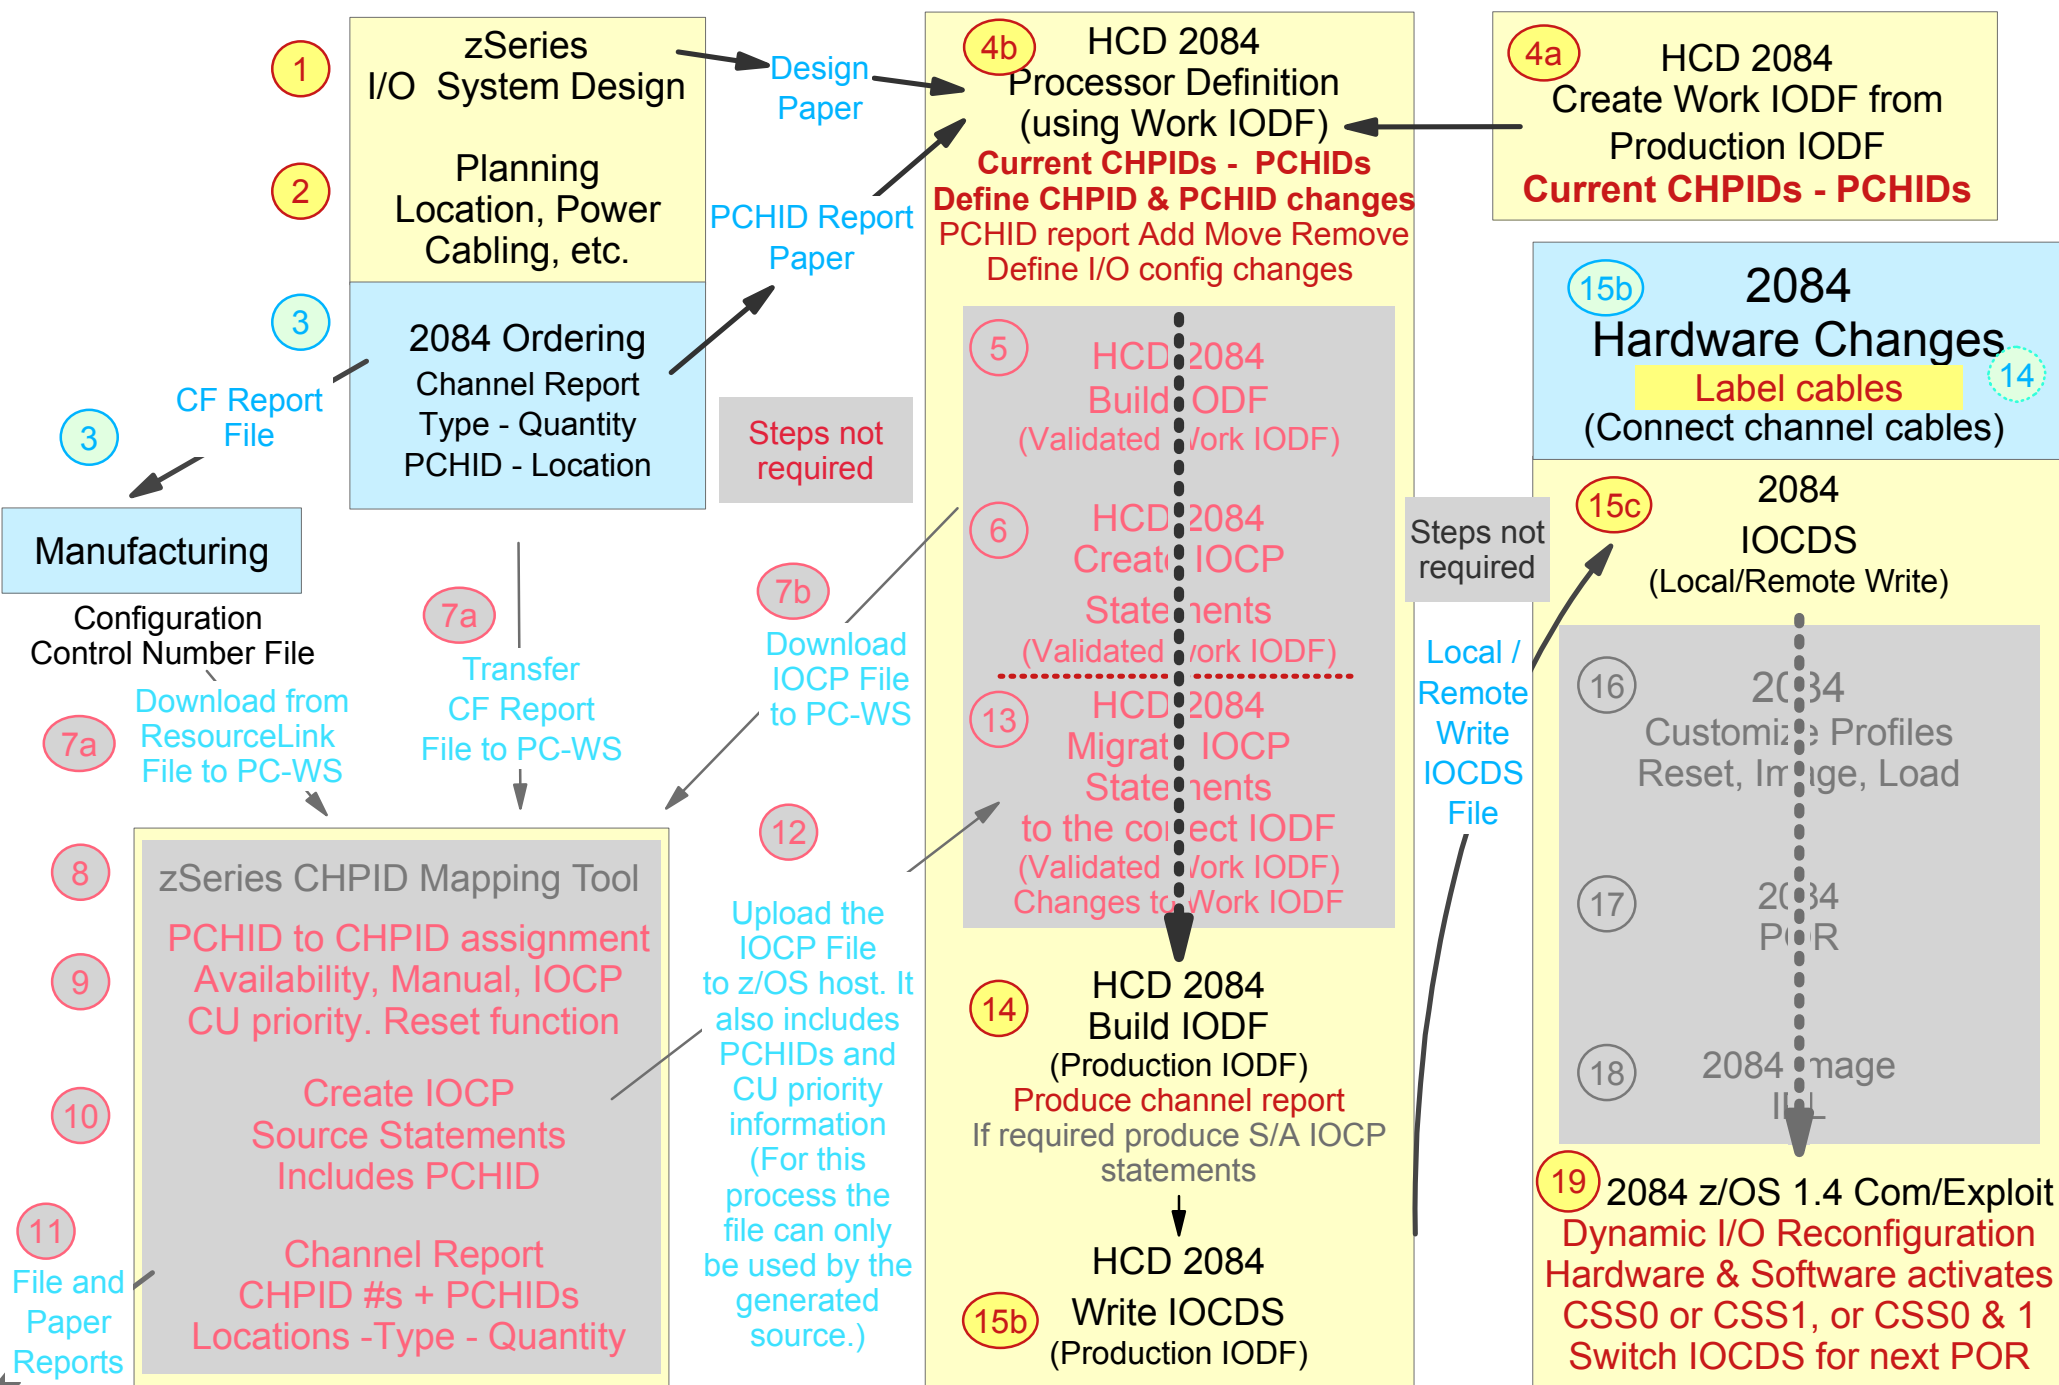 1
zSeries
I/O System Design
2
Planning
Location, Power
Cabling, etc.
3
2084 Ordering
Channel Report
Type - Quantity
PCHID - Location
Design
Paper
PCHID Report
Paper
CF Report
File
3
Manufacturing
Configuration
Control Number File
Download from
ResourceLink
File to PC-WS
7a
7a
Transfer
CF Report
File to PC-WS
Steps not
required
7b
Download
IOCP File
to PC-WS
8
zSeries CHPID Mapping Tool
9
PCHID to CHPID assignment
Availability, Manual, IOCP
CU priority. Reset function
10
Create IOCP
Source Statements
Includes PCHID
11
File and
Paper
Reports
Channel Report
CHPID #s + PCHIDs
Locations -Type - Quantity
12
Upload the
IOCP File
to z/OS host. It
also includes
PCHIDs and
CU priority
information
(For this
process the
file can only
be used by the
generated
source.)
4b
HCD 2084
Processor Definition
(using Work IODF)
Current CHPIDs - PCHIDs
Define CHPID & PCHID changes
PCHID report Add Move Remove
Define I/O config changes
5
HCD 2084
Build IODF
(Validated Work IODF)
6
HCD 2084
Create IOCP
Statements
(Validated work IODF)
13
HCD 2084
Migrate IOCP
Statements
to the correct IODF
(Validated Work IODF)
Changes to Work IODF
14
HCD 2084
Build IODF
(Production IODF)
Produce channel report
If required produce S/A IOCP
statements
15b
HCD 2084
Write IOCDS
(Production IODF)
4a
HCD 2084
Create Work IODF from
Production IODF
Current CHPIDs - PCHIDs
15b
2084
Hardware Changes
14
Label cables
(Connect channel cables)
Steps not
required
Local /
Remote
Write
IOCDS
File
15c
2084
IOCDS
(Local/Remote Write)
16
2084
Customize Profiles
Reset, Image, Load
17
2084
POR
18
2084 Image
IPL
19
2084 z/OS 1.4 Com/Exploit
Dynamic I/O Reconfiguration
Hardware & Software activates
CSS0 or CSS1, or CSS0 & 1
Switch IOCDS for next POR